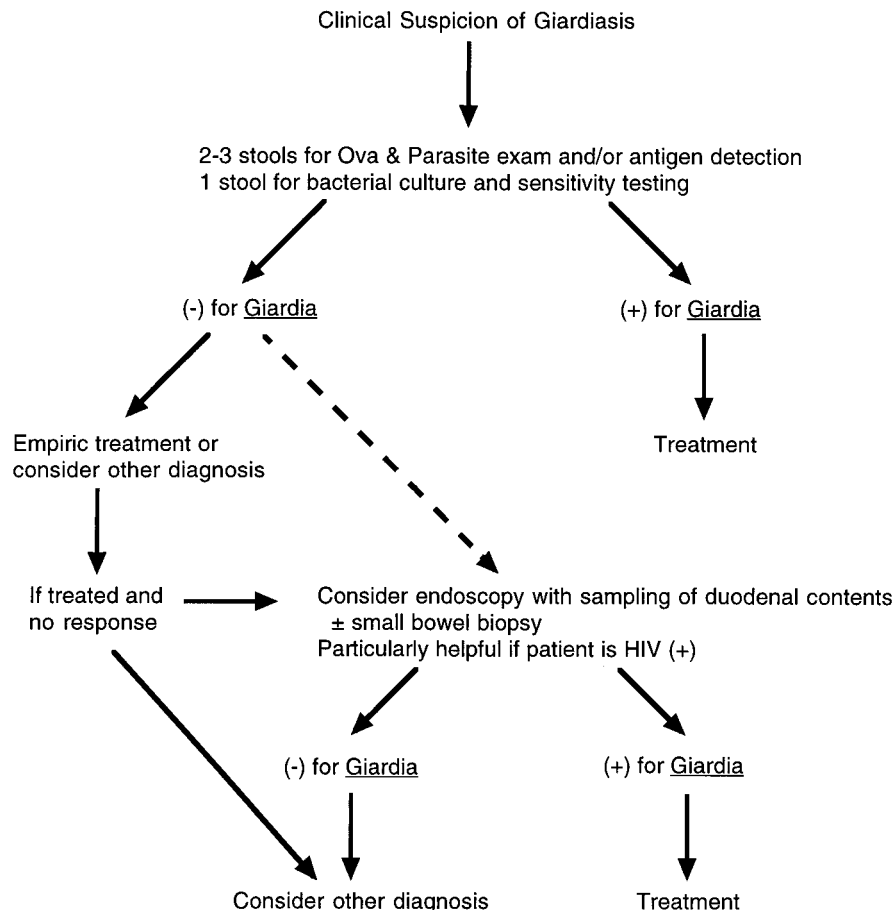 Clinical Suspicion of Giardiasis
2-3 stools for Ova & Parasite exam and/or antigen detection
1 stool for bacterial culture and sensitivity testing
(-) for Giardia
(+) for Giardia
Empiric treatment or
consider other diagnosis
Treatment
If treated and
no response
Consider endoscopy with sampling of duodenal contents
± small bowel biopsy
Particularly helpful if patient is HIV (+)
(-) for Giardia
(+) for Giardia
Consider other diagnosis
Treatment